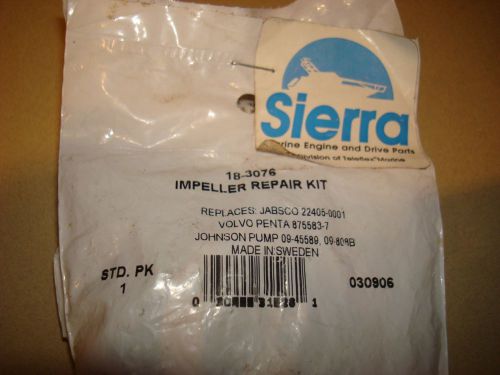 Sierra
rine Engine and Drive Parts
Division of Teleflex Marine
18-3076
IMPELLER REPAIR KIT
REPLACES: JABSCO 22405-0001
VOLVO PENTA 875583-7
JOHNSON PUMP 09-45589, 09-808B
MADE IN SWEDEN
STD. PK
1
030906